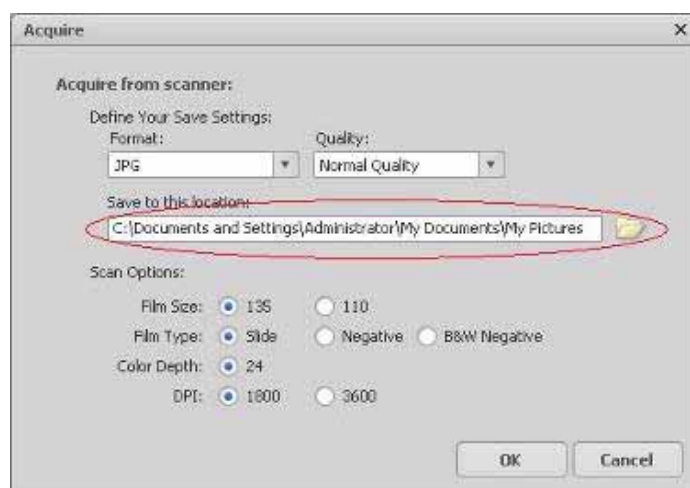 Acquire
Acquire from scanner:
Define Your Save Settings:
Format: Quality:
JPG Normal Quality
Save to this location:
C:\Documents and Settings\Administrator\My Documents\My Pictures
Scan Options:
Film Size: 135 110
Film Type: Slide Negative B&W Negative
Color Depth: 24
DPI: 1800 3600
OK Cancel